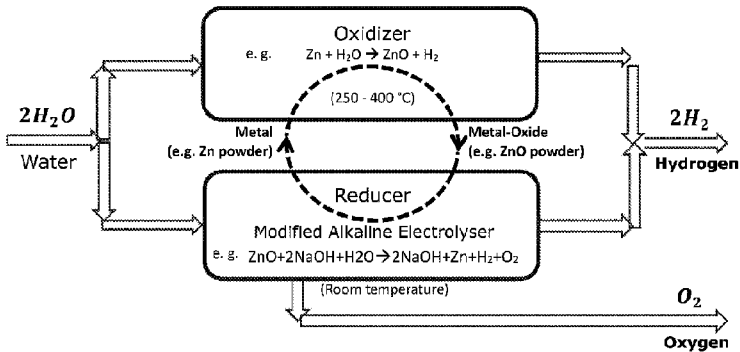 Oxidizer
e. g. Zn + H₂O → ZnO + H₂
(250 - 400 °C)
2H₂O
Water
Metal
(e.g. Zn powder)
Metal-Oxide
(e.g. ZnO powder)
2H₂
Hydrogen
Reducer
Modified Alkaline Electrolyser
e. g. ZnO+2NaOH+H2O→2NaOH+Zn+H₂+O₂
(Room temperature)
O₂
Oxygen